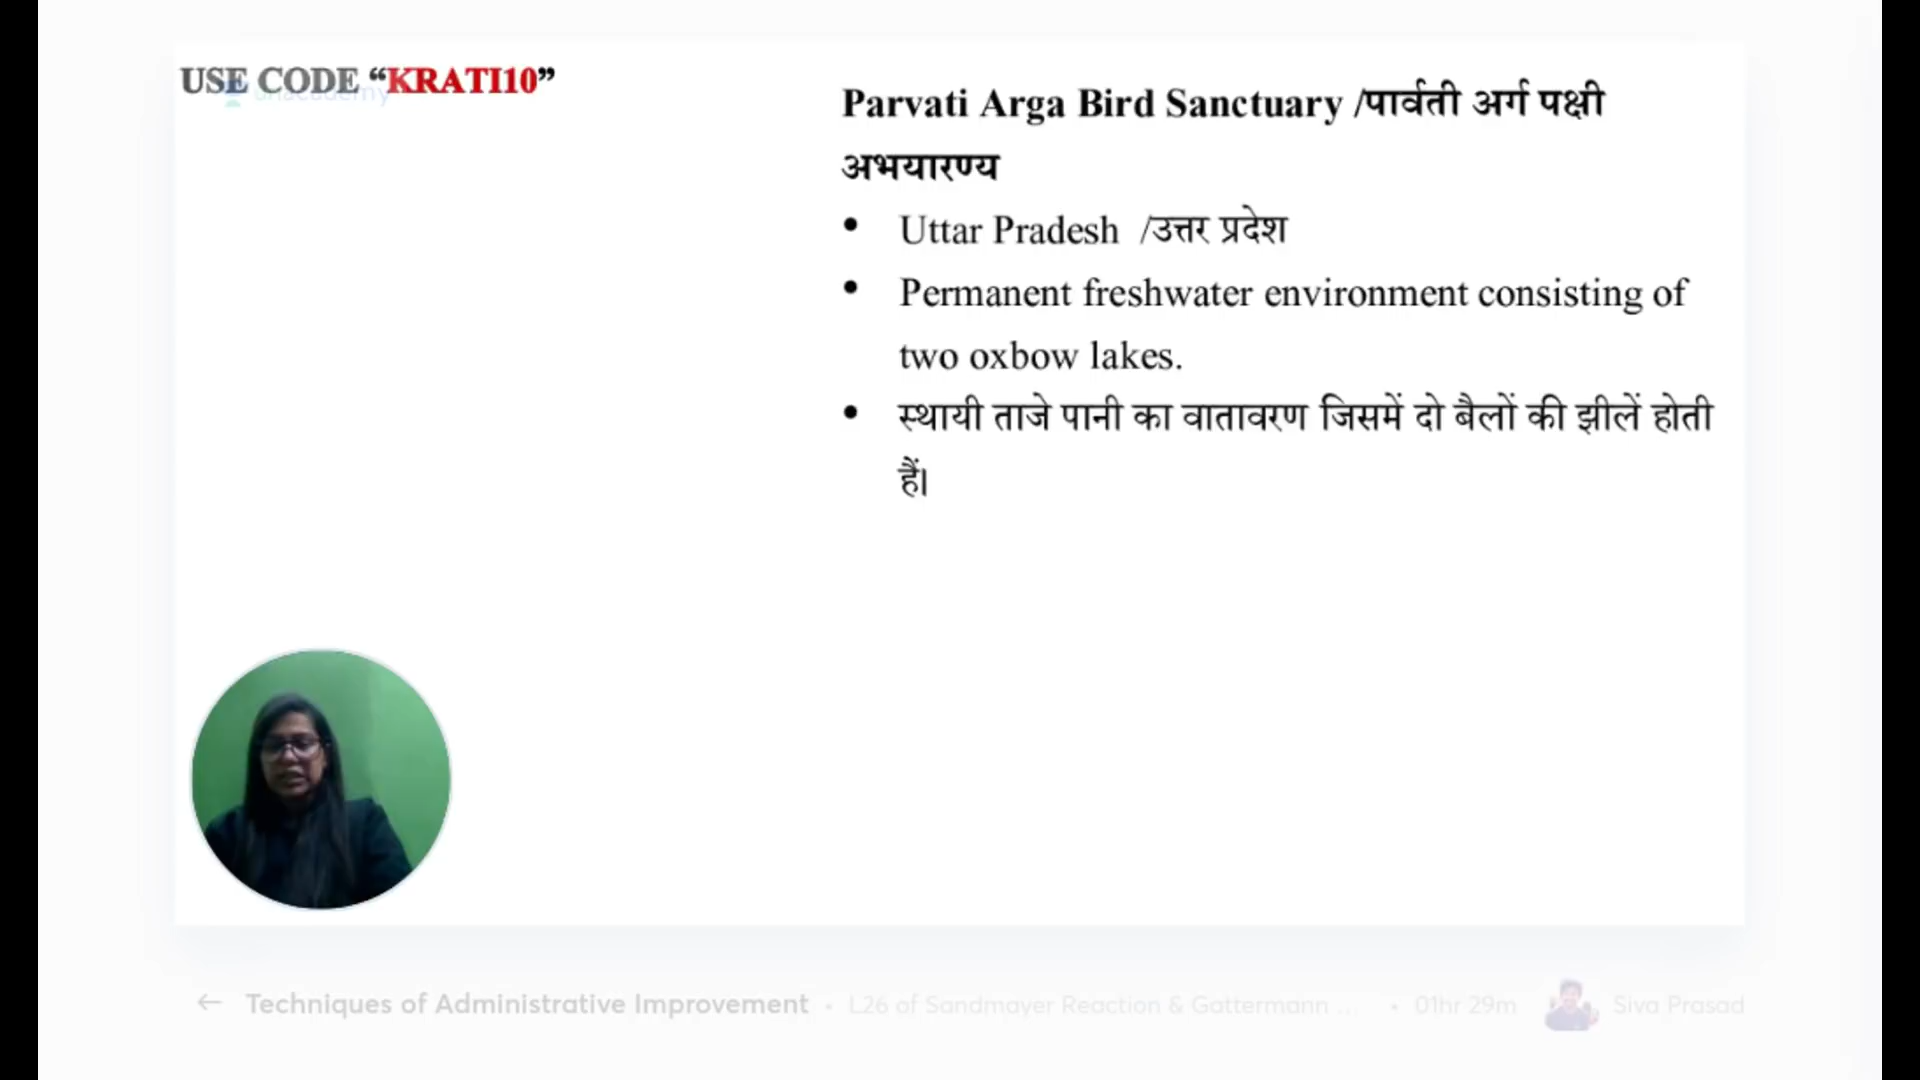 USE CODE “KRATI10”
unacademy
Parvati Arga Bird Sanctuary /पार्वती अर्ग पक्षी
अभयारण्य
• Uttar Pradesh /उत्तर प्रदेश
• Permanent freshwater environment consisting of
two oxbow lakes.
• स्थायी ताजे पानी का वातावरण जिसमें दो बैलों की झीलें होती
हैं।
← Techniques of Administrative Improvement • L26 of Sandmayer Reaction & Gattermann ... • 01hr 29m Siva Prasad